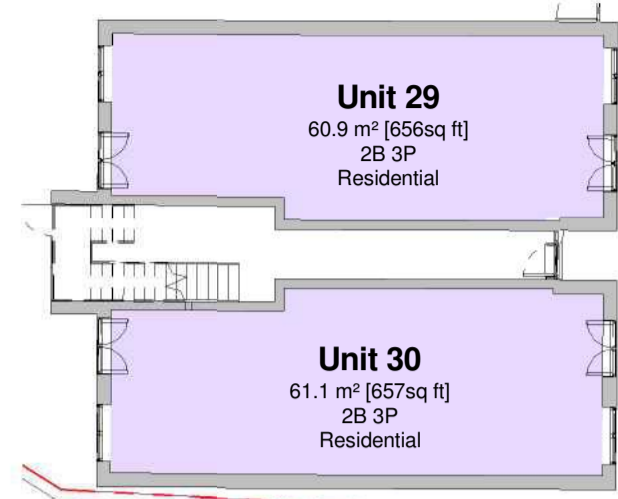 Unit 29
60.9 m² [656sq ft]
2B 3P
Residential
Unit 30
61.1 m² [657sq ft]
2B 3P
Residential